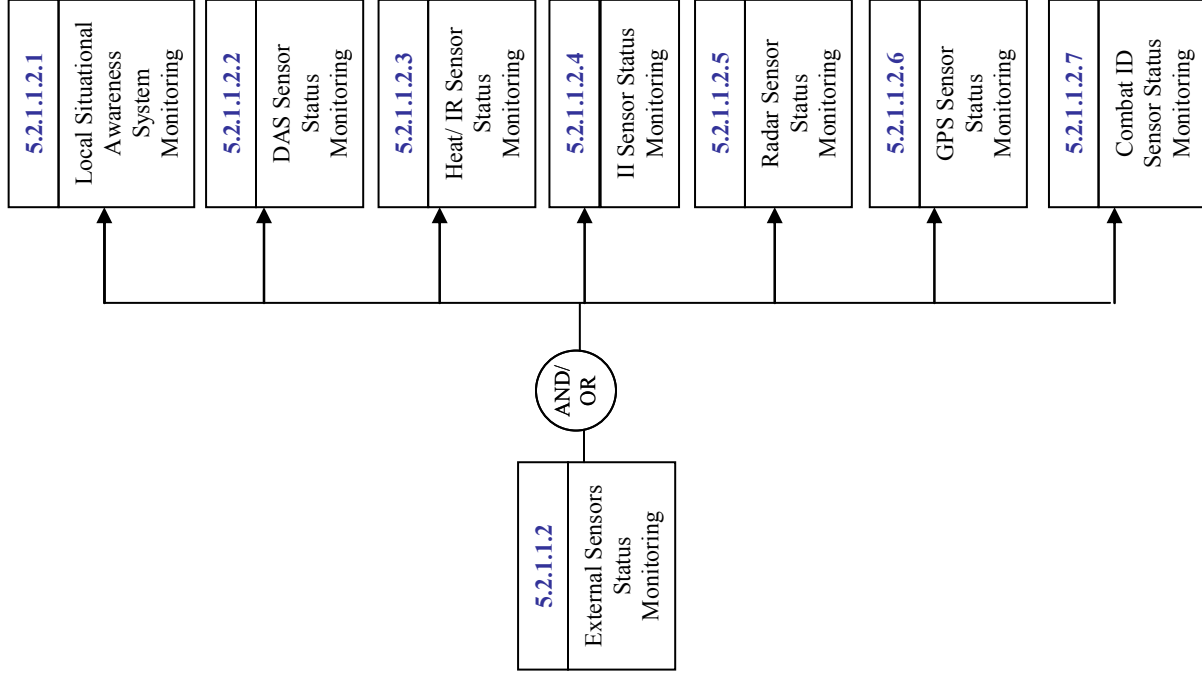 5.2.1.1.2
External Sensors
Status
Monitoring
AND/
OR
5.2.1.1.2.1
Local Situational
Awareness
System
Monitoring
5.2.1.1.2.2
DAS Sensor
Status
Monitoring
5.2.1.1.2.3
Heat/ IR Sensor
Status
Monitoring
5.2.1.1.2.4
II Sensor Status
Monitoring
5.2.1.1.2.5
Radar Sensor
Status
Monitoring
5.2.1.1.2.6
GPS Sensor
Status
Monitoring
5.2.1.1.2.7
Combat ID
Sensor Status
Monitoring